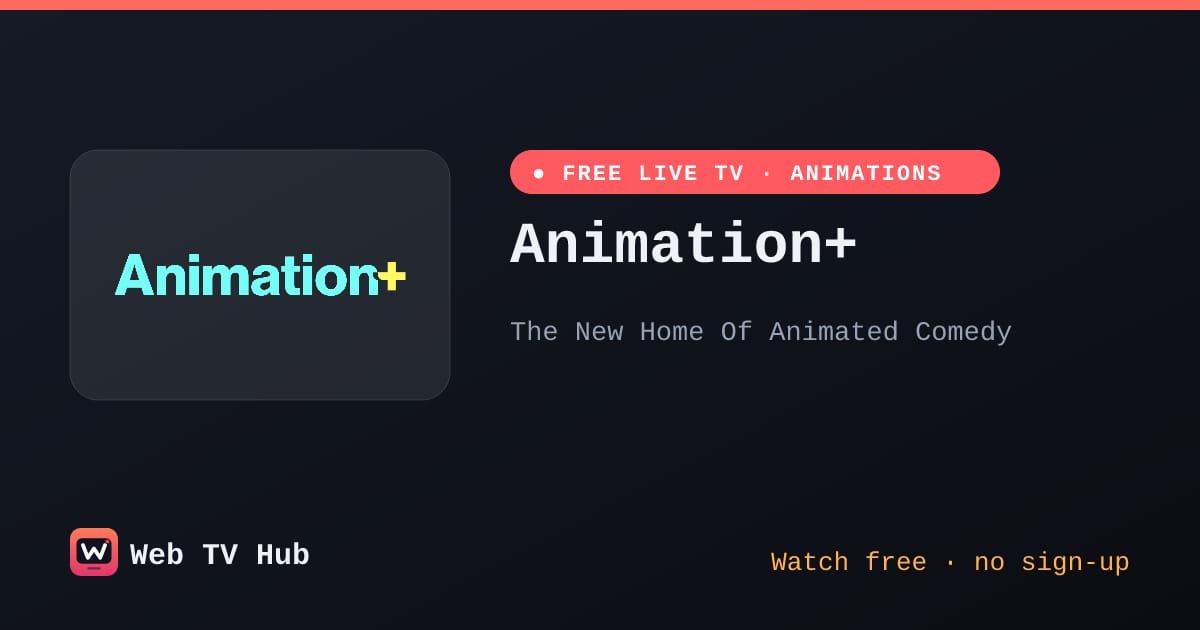 ● FREE LIVE TV · ANIMATIONS
Animation+
Animation+
The New Home Of Animated Comedy
W Web TV Hub
Watch free · no sign-up